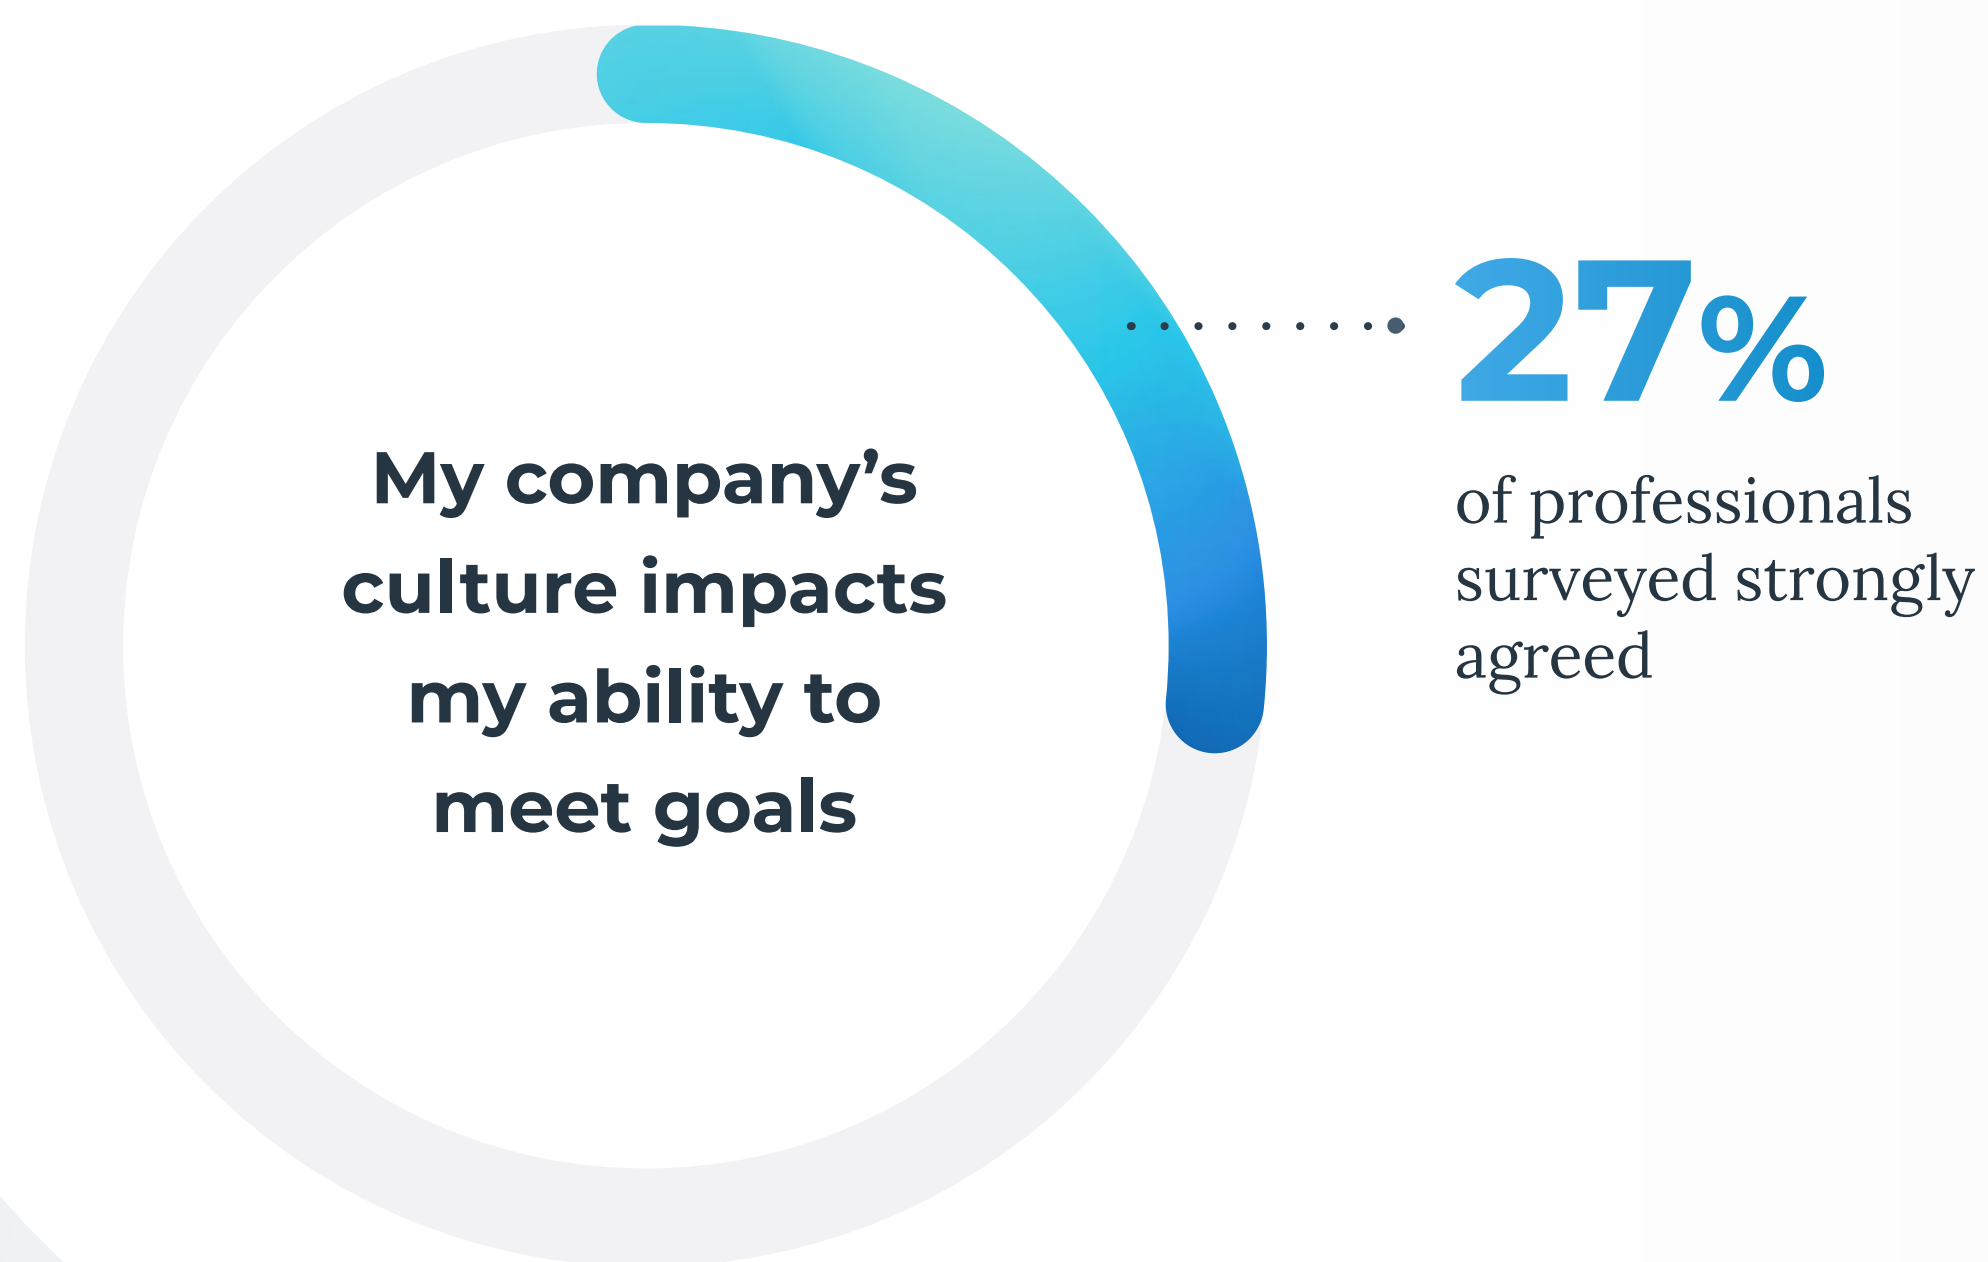 My company’s
culture impacts
my ability to
meet goals
27%
of professionals
surveyed strongly
agreed